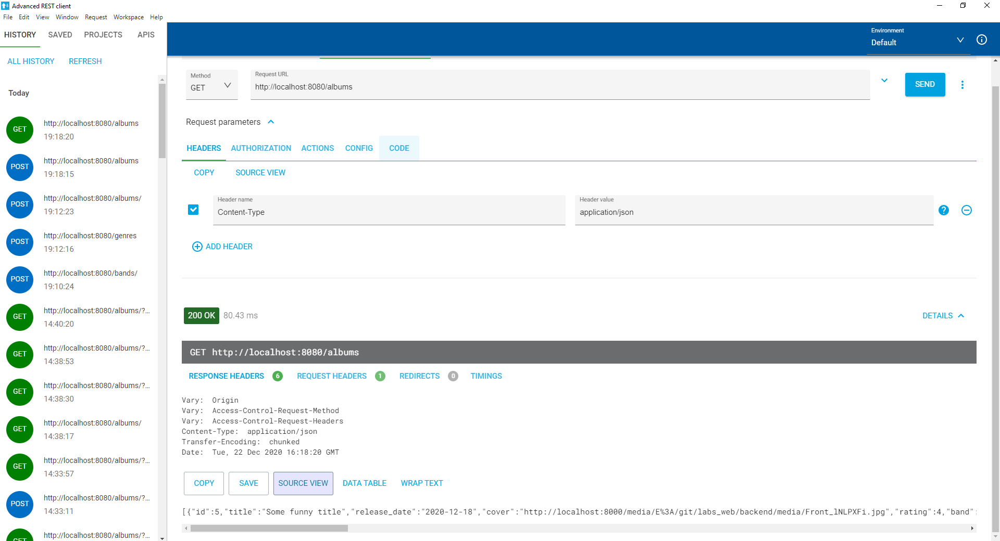 Advanced REST client
File Edit View Window Request Workspace Help
HISTORY SAVED PROJECTS APIS
ALL HISTORY REFRESH
Today
GET http://localhost:8080/albums
19:18:20
POST http://localhost:8080/albums
19:18:15
POST http://localhost:8080/albums/
19:12:23
POST http://localhost:8080/genres
19:12:16
POST http://localhost:8080/bands/
19:10:24
GET http://localhost:8080/albums/?...
14:40:20
GET http://localhost:8080/albums/?...
14:38:53
GET http://localhost:8080/albums/?...
14:38:30
GET http://localhost:8080/albums/
14:38:17
GET http://localhost:8080/albums/?...
14:33:57
POST http://localhost:8080/albums/?...
14:33:11
GET http://localhost:8080/albums/?...
Environment
Default
Method
GET
Request URL
http://localhost:8080/albums
SEND
Request parameters
HEADERS AUTHORIZATION ACTIONS CONFIG CODE
COPY SOURCE VIEW
Header name
Content-Type
Header value
application/json
ADD HEADER
200 OK 80.43 ms
DETAILS
GET http://localhost:8080/albums
RESPONSE HEADERS 6 REQUEST HEADERS 1 REDIRECTS 0 TIMINGS
Vary: Origin
Vary: Access-Control-Request-Method
Vary: Access-Control-Request-Headers
Content-Type: application/json
Transfer-Encoding: chunked
Date: Tue, 22 Dec 2020 16:18:20 GMT
COPY SAVE SOURCE VIEW DATA TABLE WRAP TEXT
[{"id":5,"title":"Some funny title","release_date":"2020-12-18","cover":"http://localhost:8000/media/E%3A/git/labs_web/backend/media/Front_lNLPXFi.jpg","rating":4,"band":